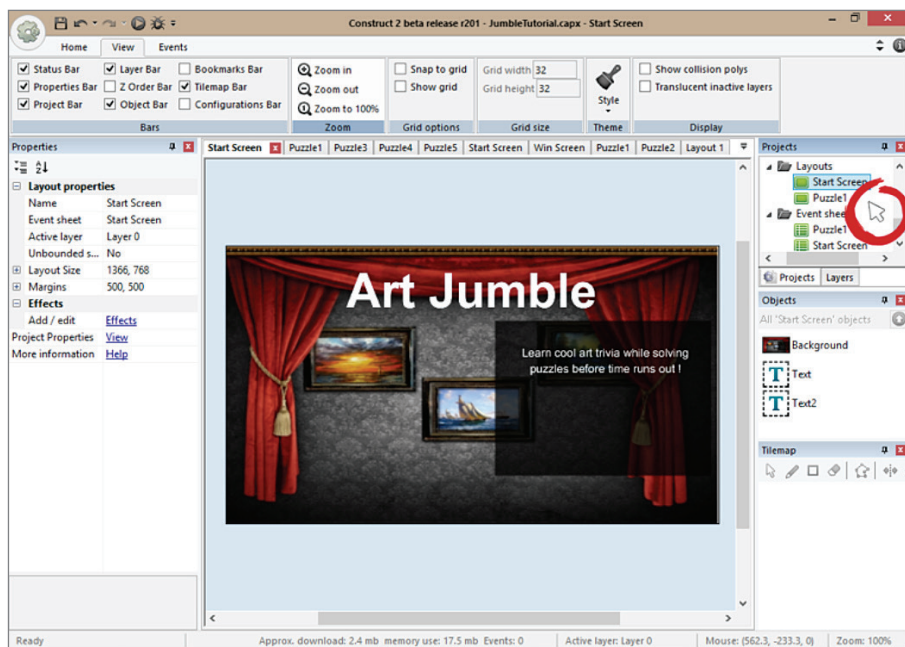 Construct 2 beta release r201 - JumbleTutorial.capx - Start Screen
Home View Events
Status Bar Layer Bar Bookmarks Bar Zoom in Snap to grid Grid width 32 Show collision polys
Properties Bar Z Order Bar Tilemap Bar Zoom out Show grid Grid height 32 Translucent inactive layers
Project Bar Object Bar Configurations Bar Zoom to 100% Style
Bars Zoom Grid options Grid size Theme Display
Properties
Layout properties
Name Start Screen
Event sheet Start Screen
Active layer Layer 0
Unbounded s... No
Layout Size 1366, 768
Margins 500, 500
Effects
Add / edit Effects
Project Properties View
More information Help
Start Screen Puzzle1 Puzzle3 Puzzle4 Puzzle5 Start Screen Win Screen Puzzle1 Puzzle2 Layout 1
Art Jumble
Learn cool art trivia while solving
puzzles before time runs out !
Projects
Layouts
Start Screen
Puzzle1
Event shee
Puzzle1
Start Screen
Projects Layers
Objects
All 'Start Screen' objects
Background
T Text
T Text2
Tilemap
Ready Approx. download: 2.4 mb memory use: 17.5 mb Events: 0 Active layer: Layer 0 Mouse: (562.3, -233.3, 0) Zoom: 100%